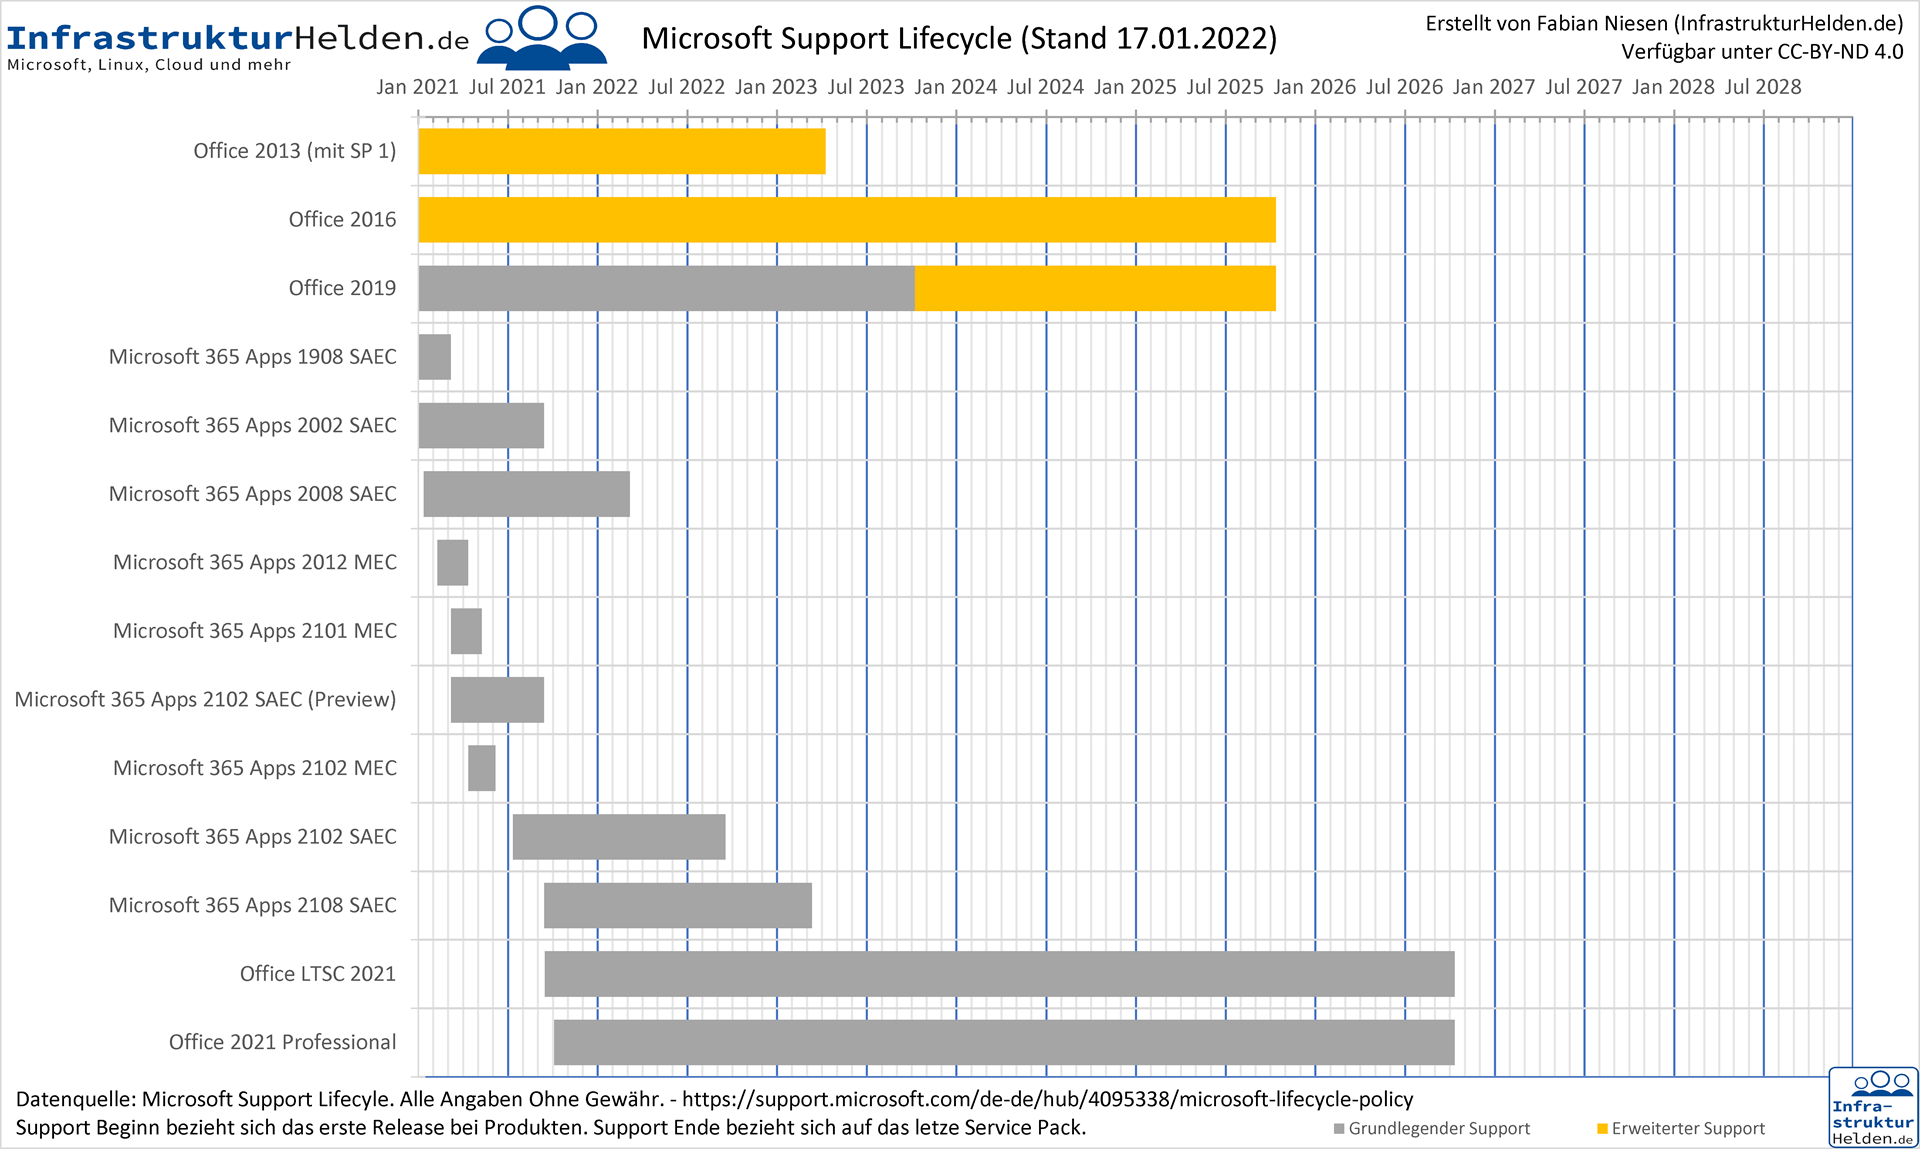 InfrastrukturHelden.de
Microsoft, Linux, Cloud und mehr
Microsoft Support Lifecycle (Stand 17.01.2022)
Erstellt von Fabian Niesen (InfrastrukturHelden.de)
Verfügbar unter CC-BY-ND 4.0
Jan 2021 Jul 2021 Jan 2022 Jul 2022 Jan 2023 Jul 2023 Jan 2024 Jul 2024 Jan 2025 Jul 2025 Jan 2026 Jul 2026 Jan 2027 Jul 2027 Jan 2028 Jul 2028
Office 2013 (mit SP 1)
Office 2016
Office 2019
Microsoft 365 Apps 1908 SAEC
Microsoft 365 Apps 2002 SAEC
Microsoft 365 Apps 2008 SAEC
Microsoft 365 Apps 2012 MEC
Microsoft 365 Apps 2101 MEC
Microsoft 365 Apps 2102 SAEC (Preview)
Microsoft 365 Apps 2102 MEC
Microsoft 365 Apps 2102 SAEC
Microsoft 365 Apps 2108 SAEC
Office LTSC 2021
Office 2021 Professional
Datenquelle: Microsoft Support Lifecyle. Alle Angaben Ohne Gewähr. - https://support.microsoft.com/de-de/hub/4095338/microsoft-lifecycle-policy
Support Beginn bezieht sich das erste Release bei Produkten. Support Ende bezieht sich auf das letze Service Pack.
Grundlegender Support
Erweiterter Support
Infra-
struktur
Helden.de